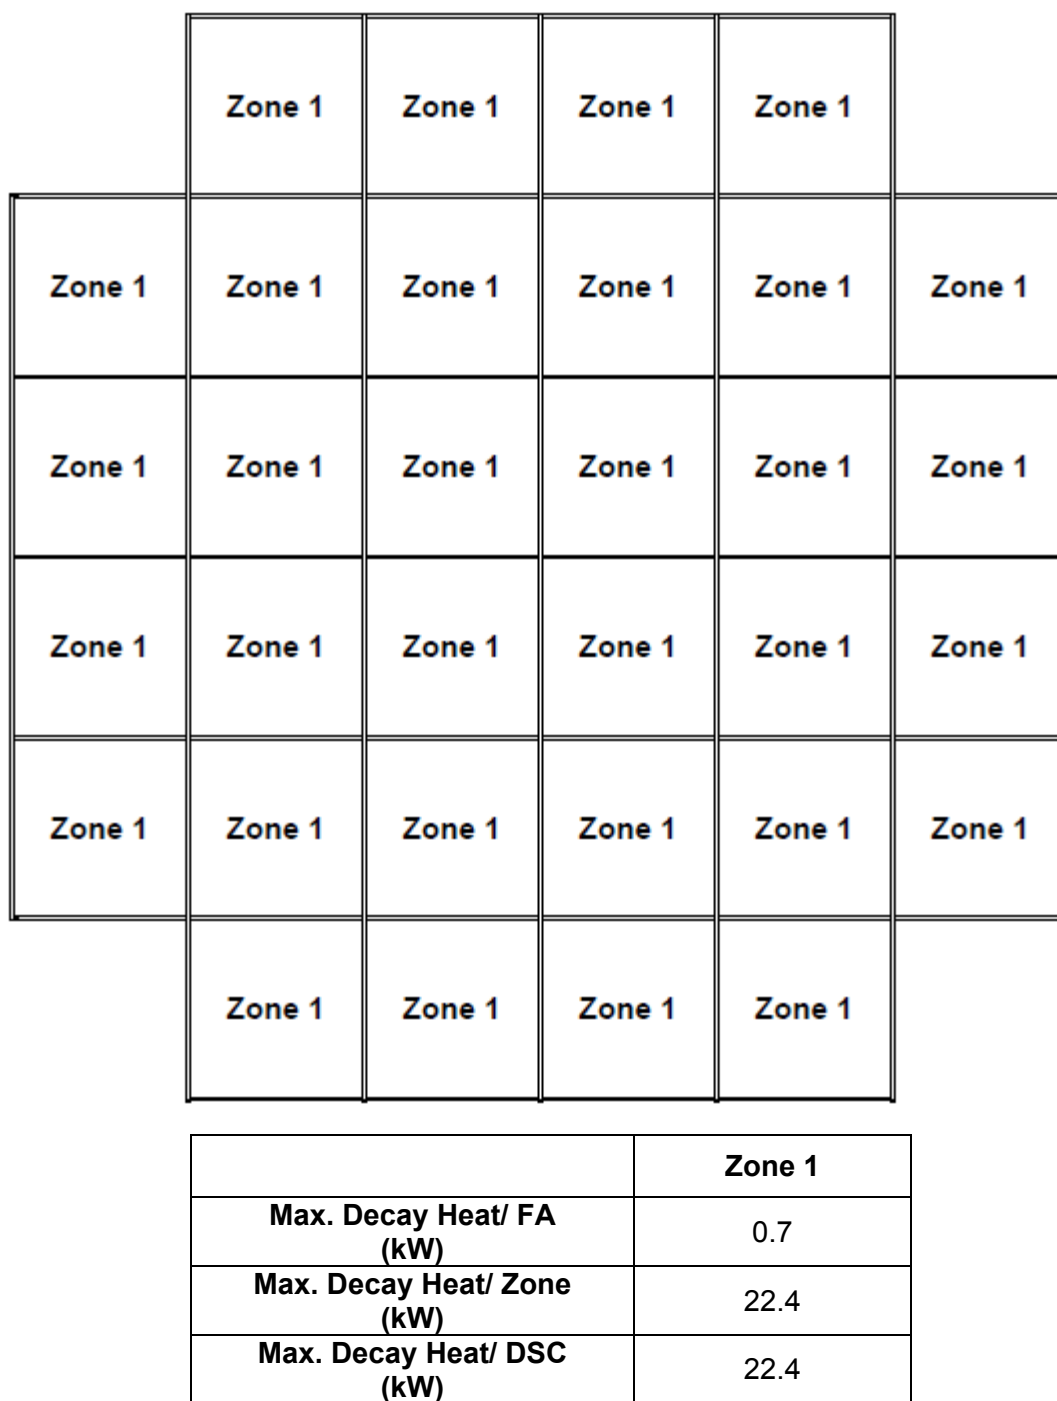 Zone 1 Zone 1 Zone 1 Zone 1
Zone 1 Zone 1 Zone 1 Zone 1 Zone 1 Zone 1
Zone 1 Zone 1 Zone 1 Zone 1 Zone 1 Zone 1
Zone 1 Zone 1 Zone 1 Zone 1 Zone 1 Zone 1
Zone 1 Zone 1 Zone 1 Zone 1 Zone 1 Zone 1
Zone 1 Zone 1 Zone 1 Zone 1
Zone 1
Max. Decay Heat/ FA
(kW)
0.7
Max. Decay Heat/ Zone
(kW)
22.4
Max. Decay Heat/ DSC
(kW)
22.4